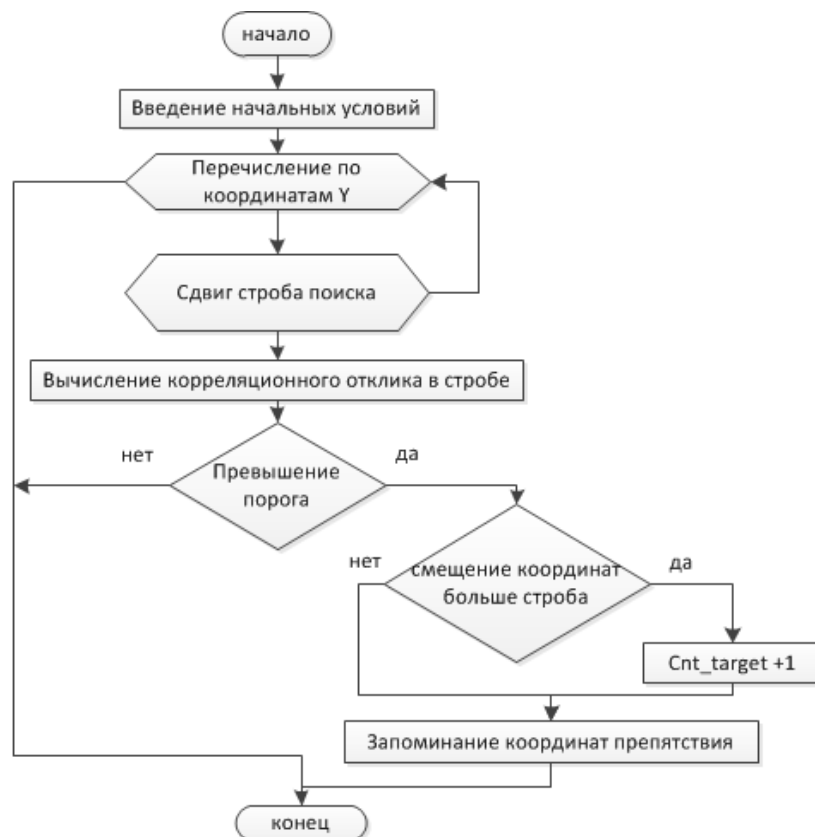 начало
Введение начальных условий
Перечисление по
координатам Y
Сдвиг строба поиска
Вычисление корреляционного отклика в стробе
нет
да
Превышение
порога
нет
да
смещение координат
больше строба
Cnt_target +1
Запоминание координат препятствия
конец